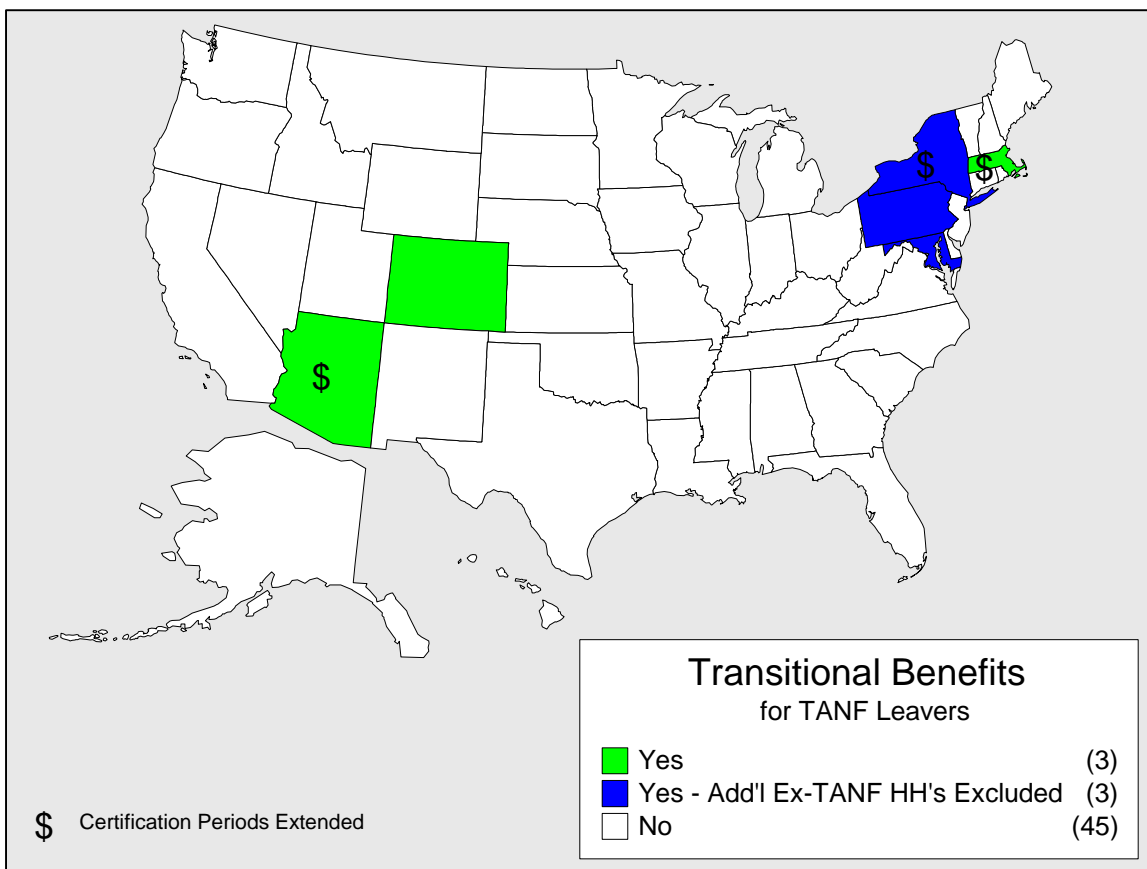 $
$
$
Transitional Benefits
for TANF Leavers
Yes (3)
Yes - Add'l Ex-TANF HH's Excluded (3)
No (45)
$ Certification Periods Extended